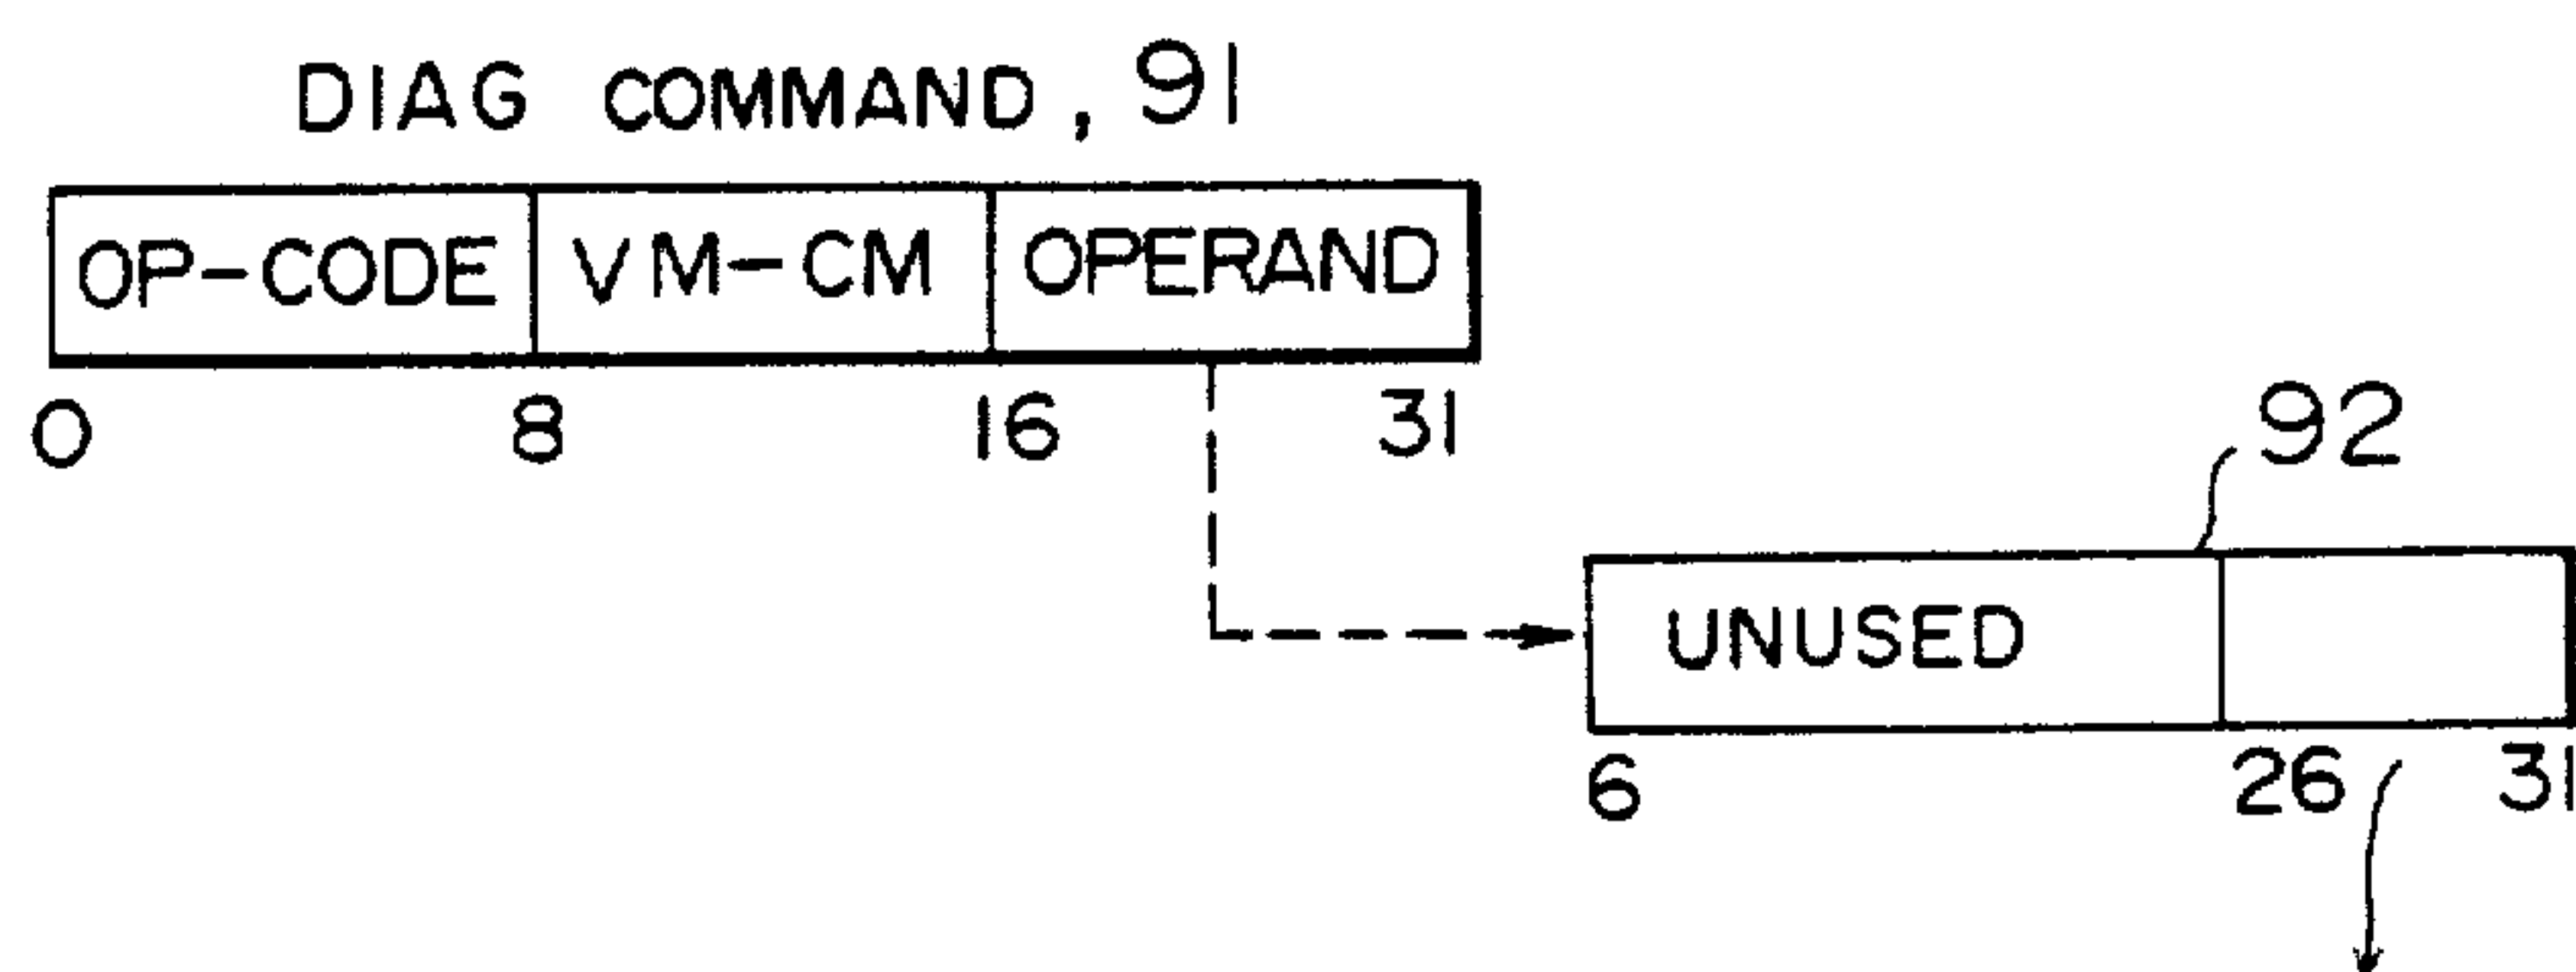 DIAG COMMAND, 91
OP-CODE VM-CM OPERAND
0 8 16 31
92
UNUSED
6 26 31